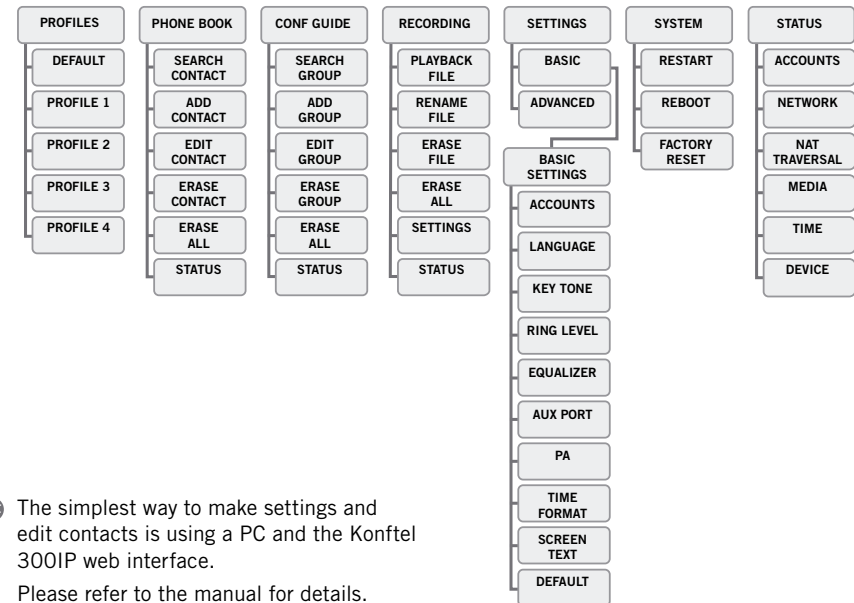 PROFILES
DEFAULT
PROFILE 1
PROFILE 2
PROFILE 3
PROFILE 4
PHONE BOOK
SEARCH
CONTACT
ADD
CONTACT
EDIT
CONTACT
ERASE
CONTACT
ERASE
ALL
STATUS
CONF GUIDE
SEARCH
GROUP
ADD
GROUP
EDIT
GROUP
ERASE
GROUP
ERASE
ALL
STATUS
RECORDING
PLAYBACK
FILE
RENAME
FILE
ERASE
FILE
ERASE
ALL
SETTINGS
STATUS
SETTINGS
BASIC
ADVANCED
BASIC
SETTINGS
ACCOUNTS
LANGUAGE
KEY TONE
RING LEVEL
EQUALIZER
AUX PORT
PA
TIME
FORMAT
SCREEN
TEXT
DEFAULT
SYSTEM
RESTART
REBOOT
FACTORY
RESET
STATUS
ACCOUNTS
NETWORK
NAT
TRAVERSAL
MEDIA
TIME
DEVICE
The simplest way to make settings and
edit contacts is using a PC and the Konftel
300IP web interface.
Please refer to the manual for details.